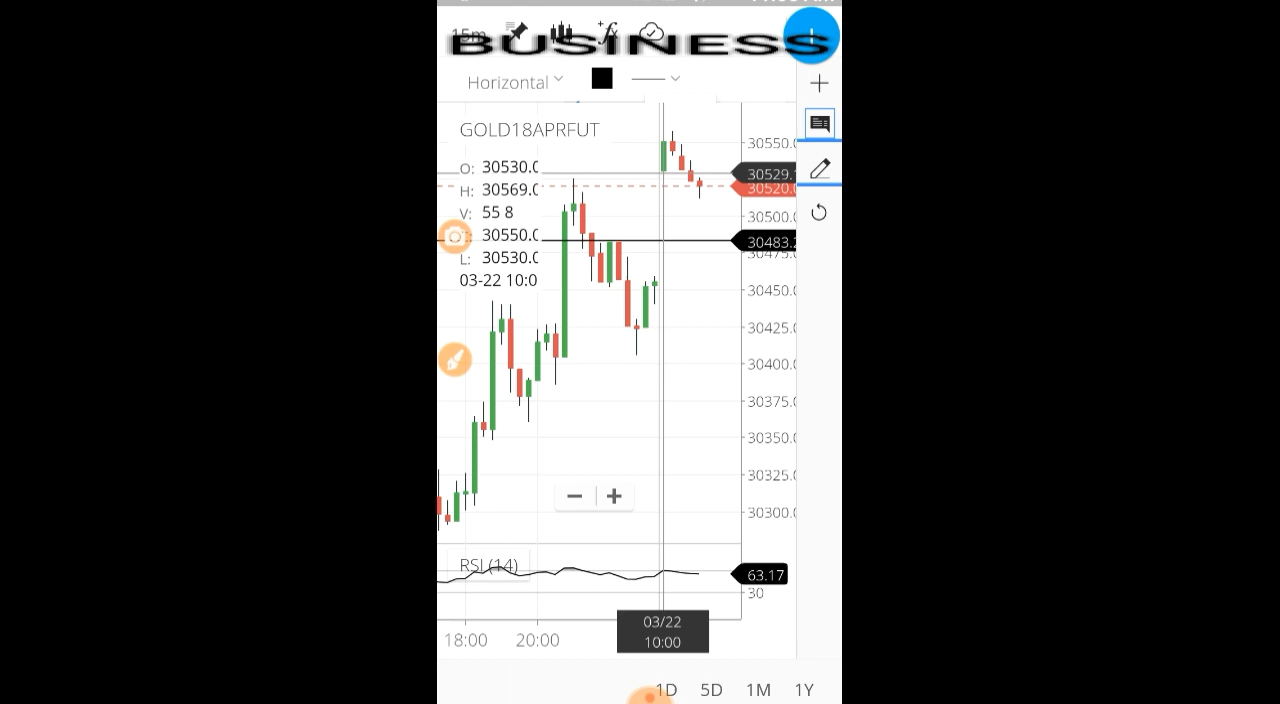 15m
BUSINESS
Horizontal
GOLD18APRFUT
O: 30530.0
H: 30569.0
V: 55 8
30550.0
L: 30530.0
03-22 10:0
30550.0
30529.
30520.0
30500.0
30483.2
30475.0
30450.0
30425.0
30400.0
30375.0
30350.0
30325.0
30300.0
RSI (14)
63.17
30
18:00 20:00
03/22
10:00
1D 5D 1M 1Y